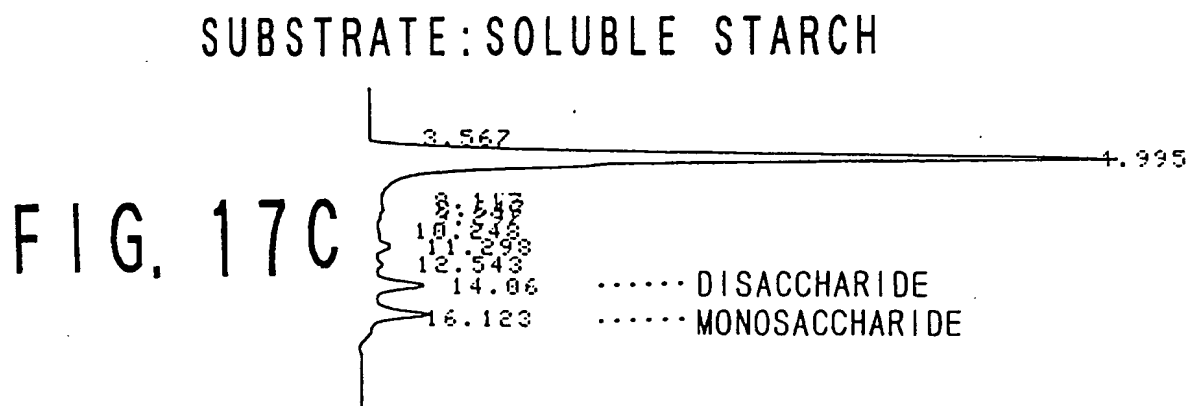 SUBSTRATE:SOLUBLE STARCH
3.567
4.995
FIG. 17C
10.248
11.298
12.543
14.06 ...... DISACCHARIDE
16.123 ...... MONOSACCHARIDE